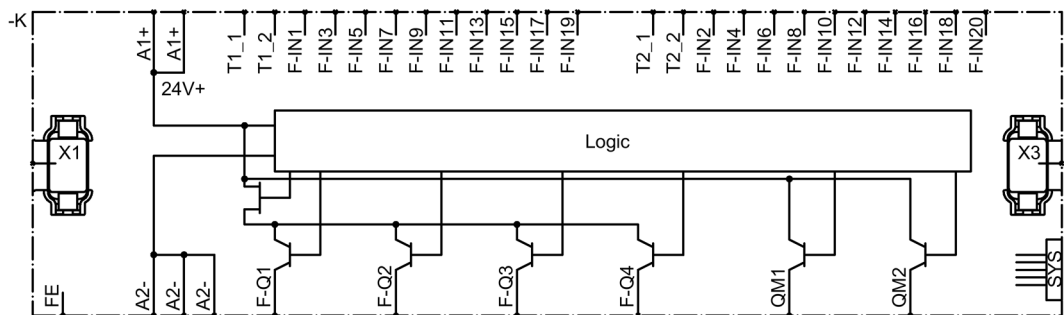 -K
A1+
A1+
T1_1
T1_2
F-IN1
F-IN3
F-IN5
F-IN7
F-IN9
F-IN11
F-IN13
F-IN15
F-IN17
F-IN19
T2_1
T2_2
F-IN2
F-IN4
F-IN6
F-IN8
F-IN10
F-IN12
F-IN14
F-IN16
F-IN18
F-IN20
24V+
Logic
X1
X3
FE
A2-
A2-
A2-
F-Q1
F-Q2
F-Q3
F-Q4
QM1
QM2
SYS